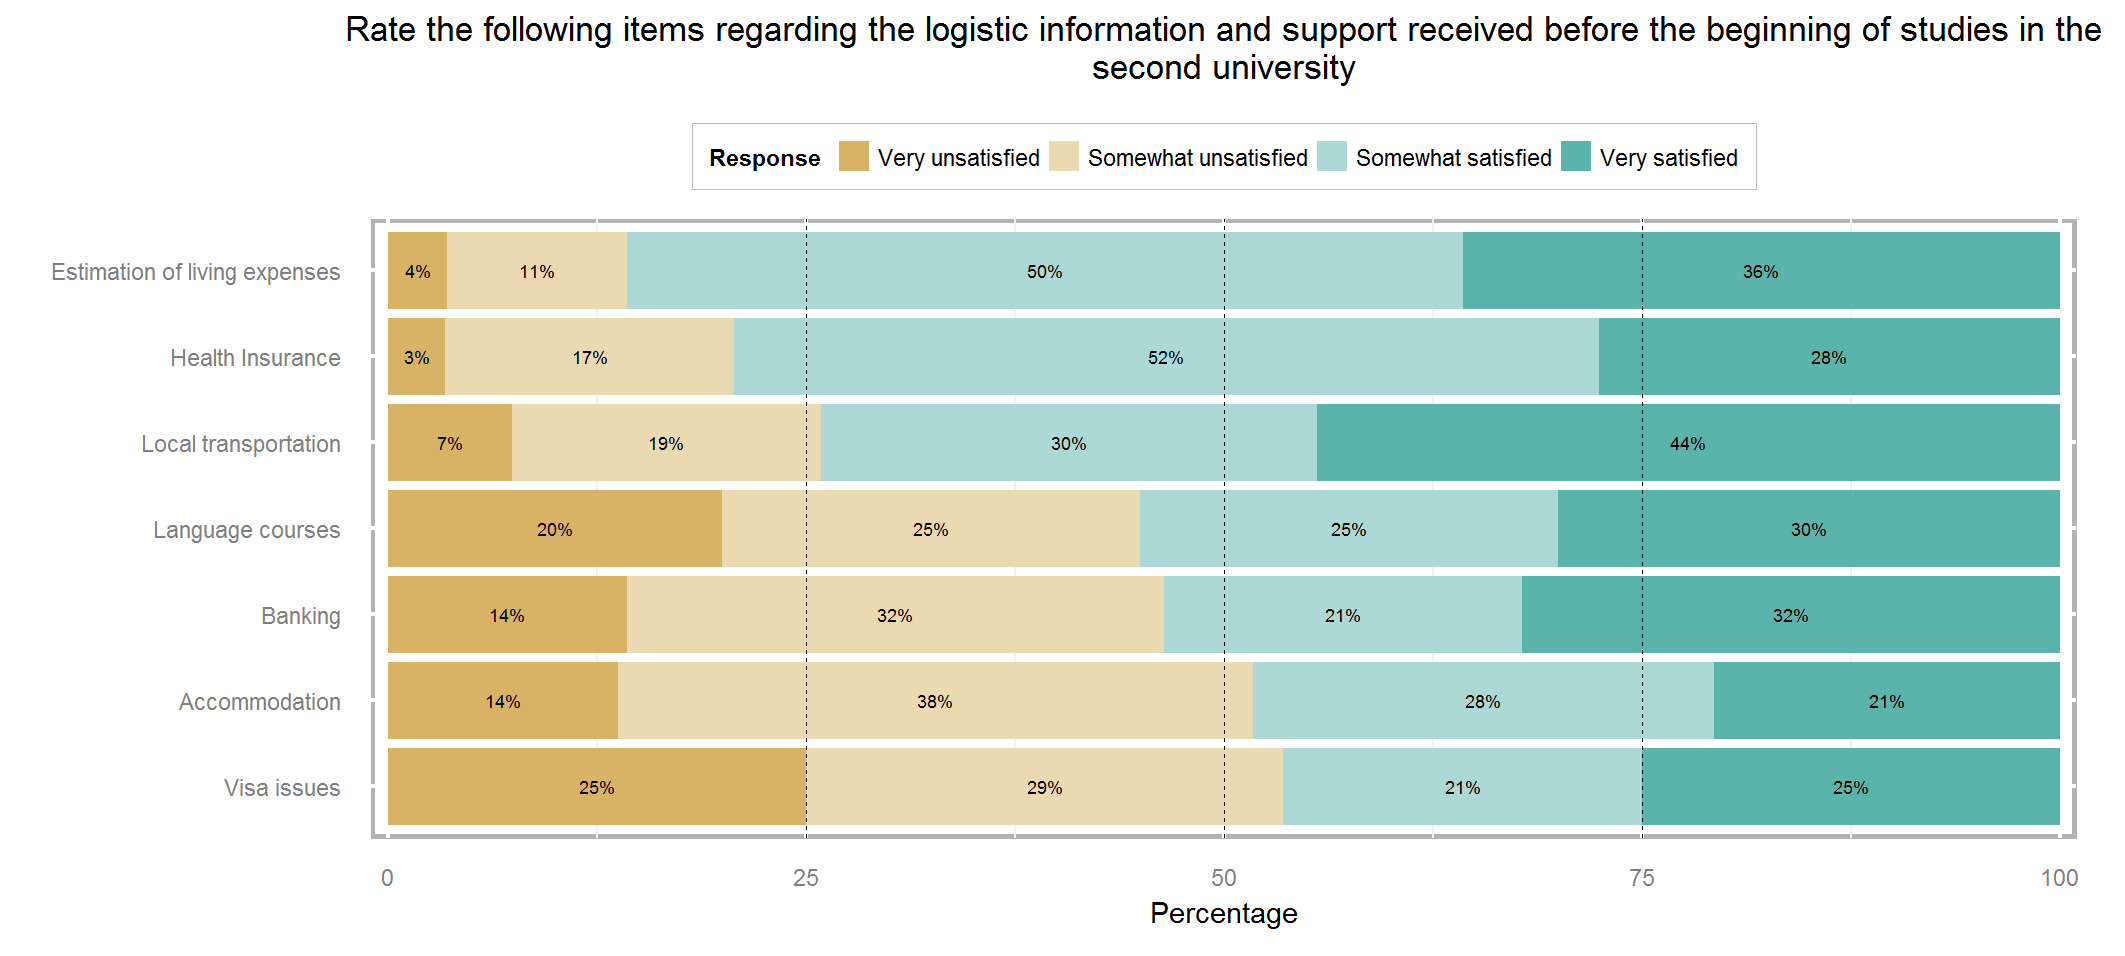 Rate the following items regarding the logistic information and support received before the beginning of studies in the
second university
Response Very unsatisfied Somewhat unsatisfied Somewhat satisfied Very satisfied
Estimation of living expenses 4% 11% 50% 36%
Health Insurance 3% 17% 52% 28%
Local transportation 7% 19% 30% 44%
Language courses 20% 25% 25% 30%
Banking 14% 32% 21% 32%
Accommodation 14% 38% 28% 21%
Visa issues 25% 29% 21% 25%
0 25 50 75 100
Percentage